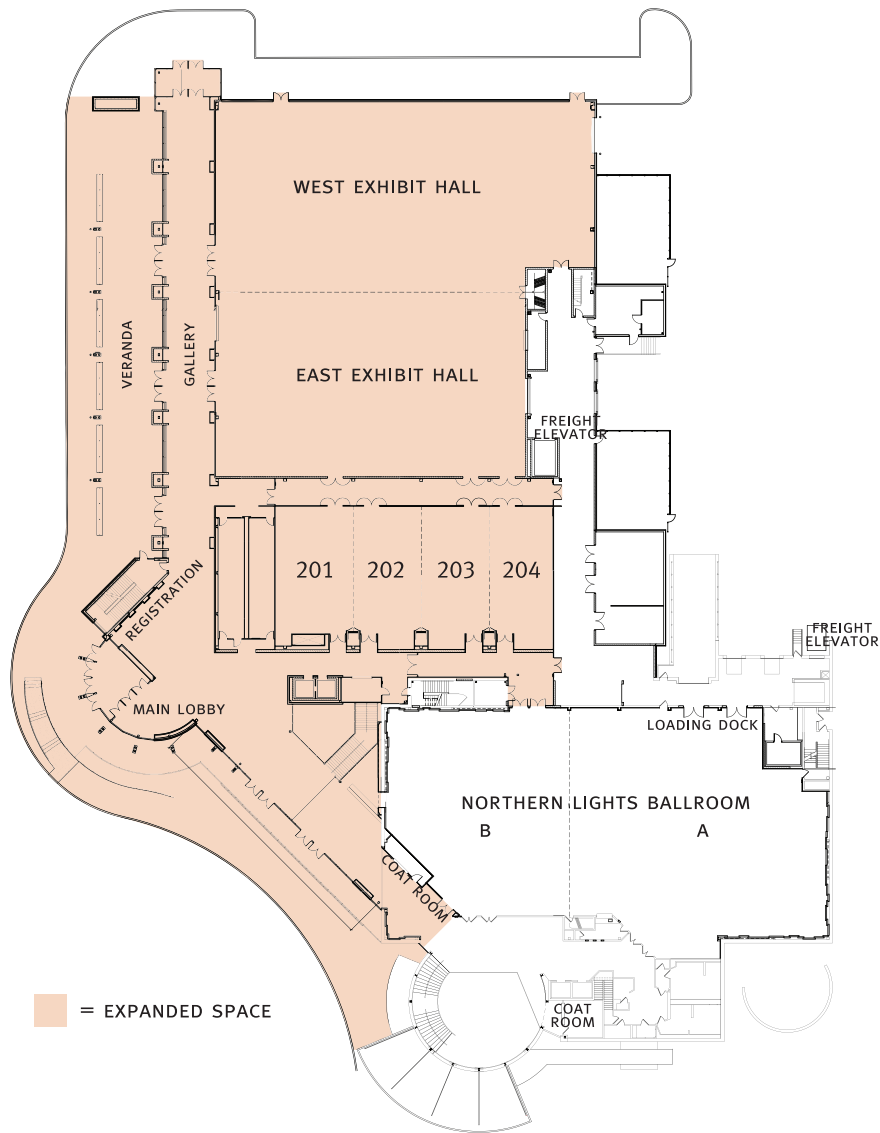 WEST EXHIBIT HALL
VERANDA
GALLERY
EAST EXHIBIT HALL
FREIGHT
ELEVATOR
201
202
203
204
REGISTRATION
FREIGHT
ELEVATOR
MAIN LOBBY
LOADING DOCK
NORTHERN LIGHTS BALLROOM
B
A
COAT ROOM
= EXPANDED SPACE
COAT
ROOM